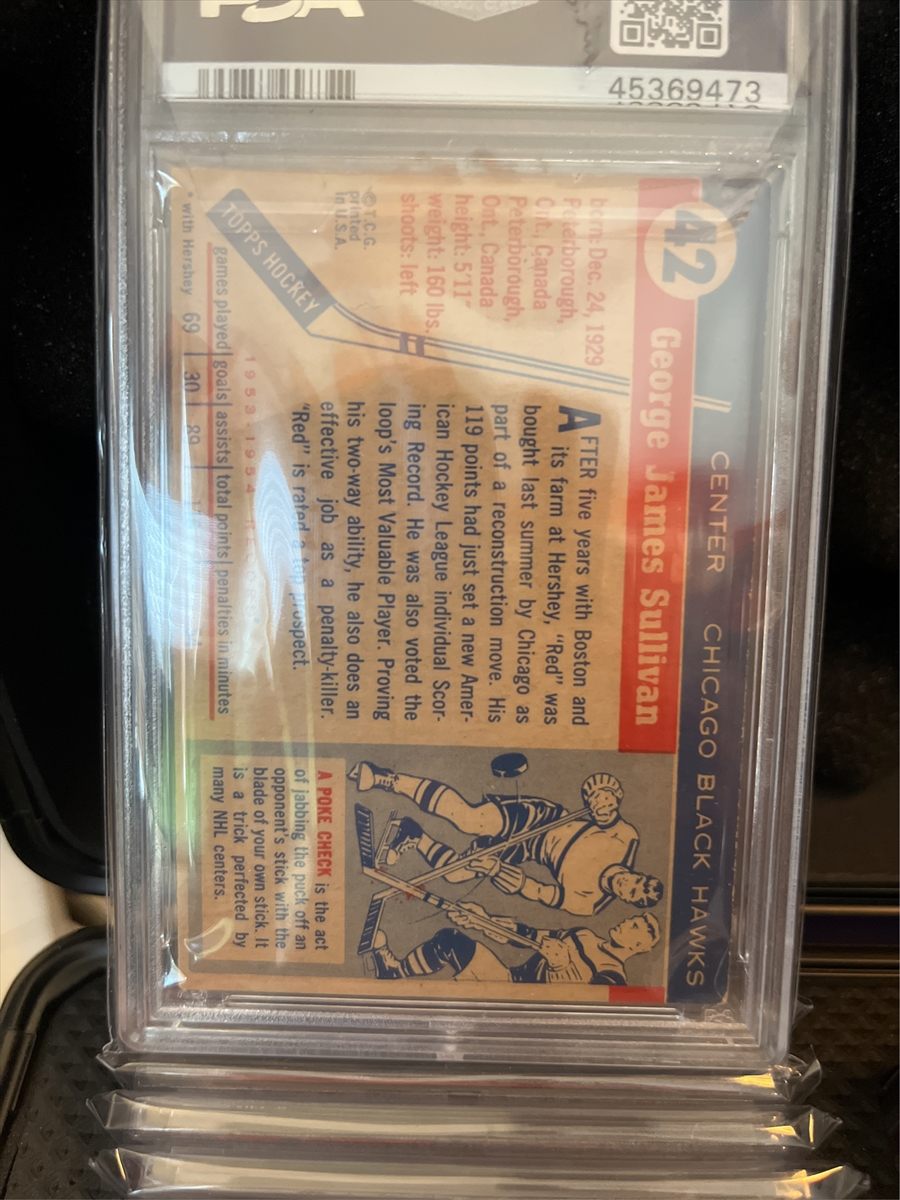 PSA
45369473
42
CENTER CHICAGO BLACK HAWKS
George James Sullivan
born: Dec. 24, 1929
Peterborough,
Ont., Canada
Peterborough,
Ont., Canada
height: 5'11"
weight: 160 lbs.
shoots: left
© T.C.G.
printed
in U.S.A.
TOPPS HOCKEY
AFTER five years with Boston and
its farm at Hershey, "Red" was
bought last summer by Chicago as
part of a reconstruction move. His
119 points had just set a new Amer-
ican Hockey League individual Scor-
ing Record. He was also voted the
loop's Most Valuable Player. Proving
his two-way ability, he also does an
effective job as a penalty-killer.
"Red" is rated a top prospect.
1953-1954
games played goals assists total points penalties in minutes
* with Hershey 69 30 89
A POKE CHECK is the act
of jabbing the puck off an
opponent's stick with the
blade of your own stick. It
is a trick perfected by
many NHL centers.